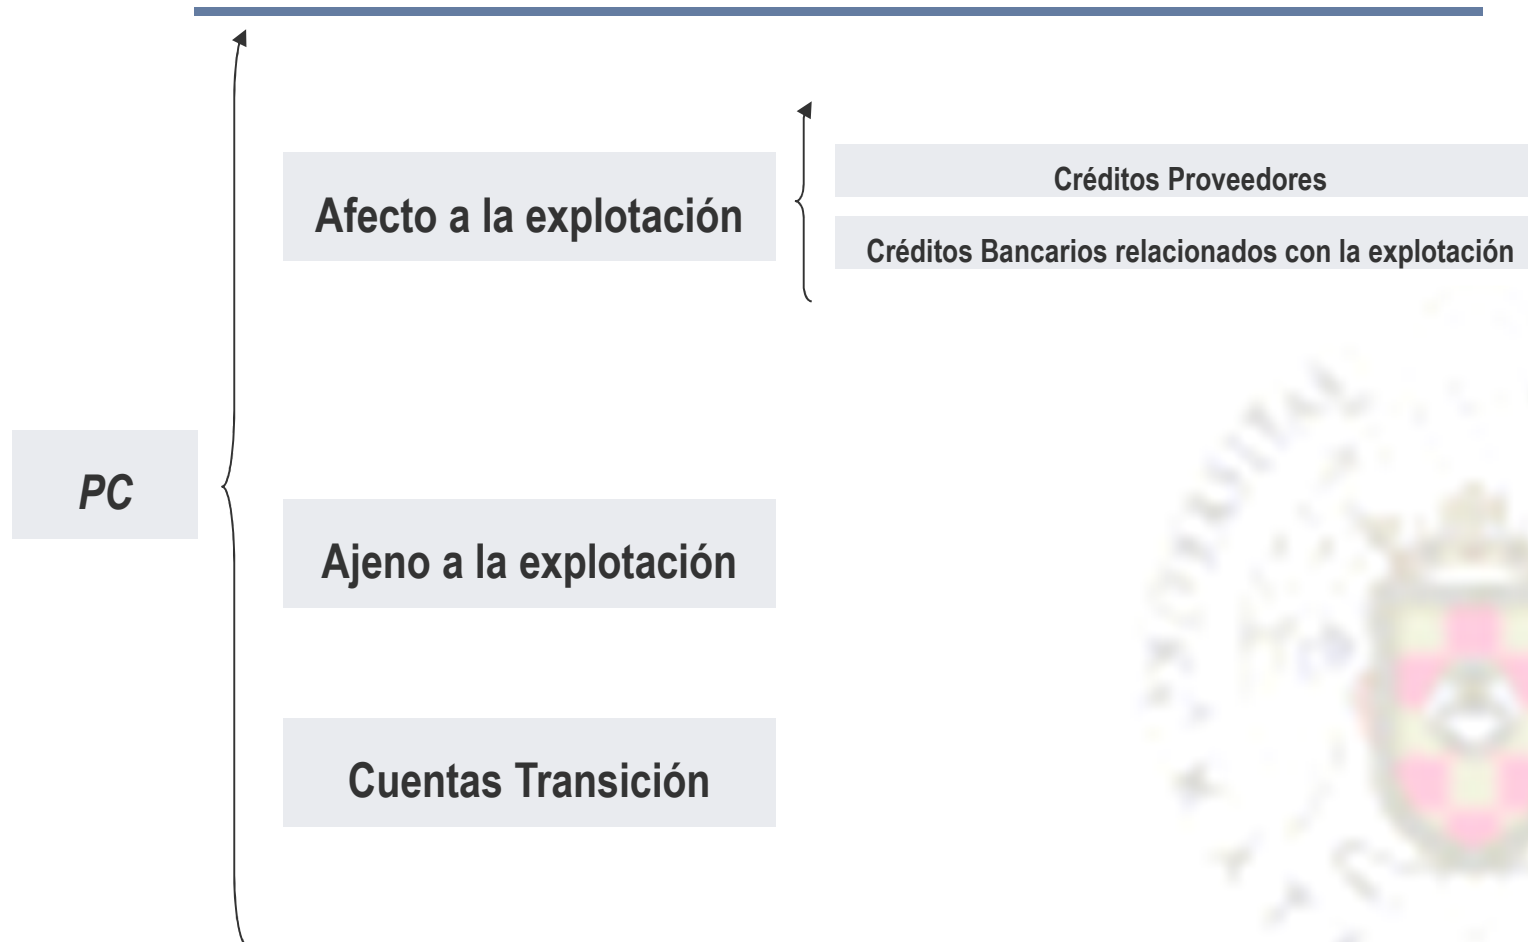 Afecto a la explotación
Créditos Proveedores
Créditos Bancarios relacionados con la explotación
PC
Ajeno a la explotación
Cuentas Transición